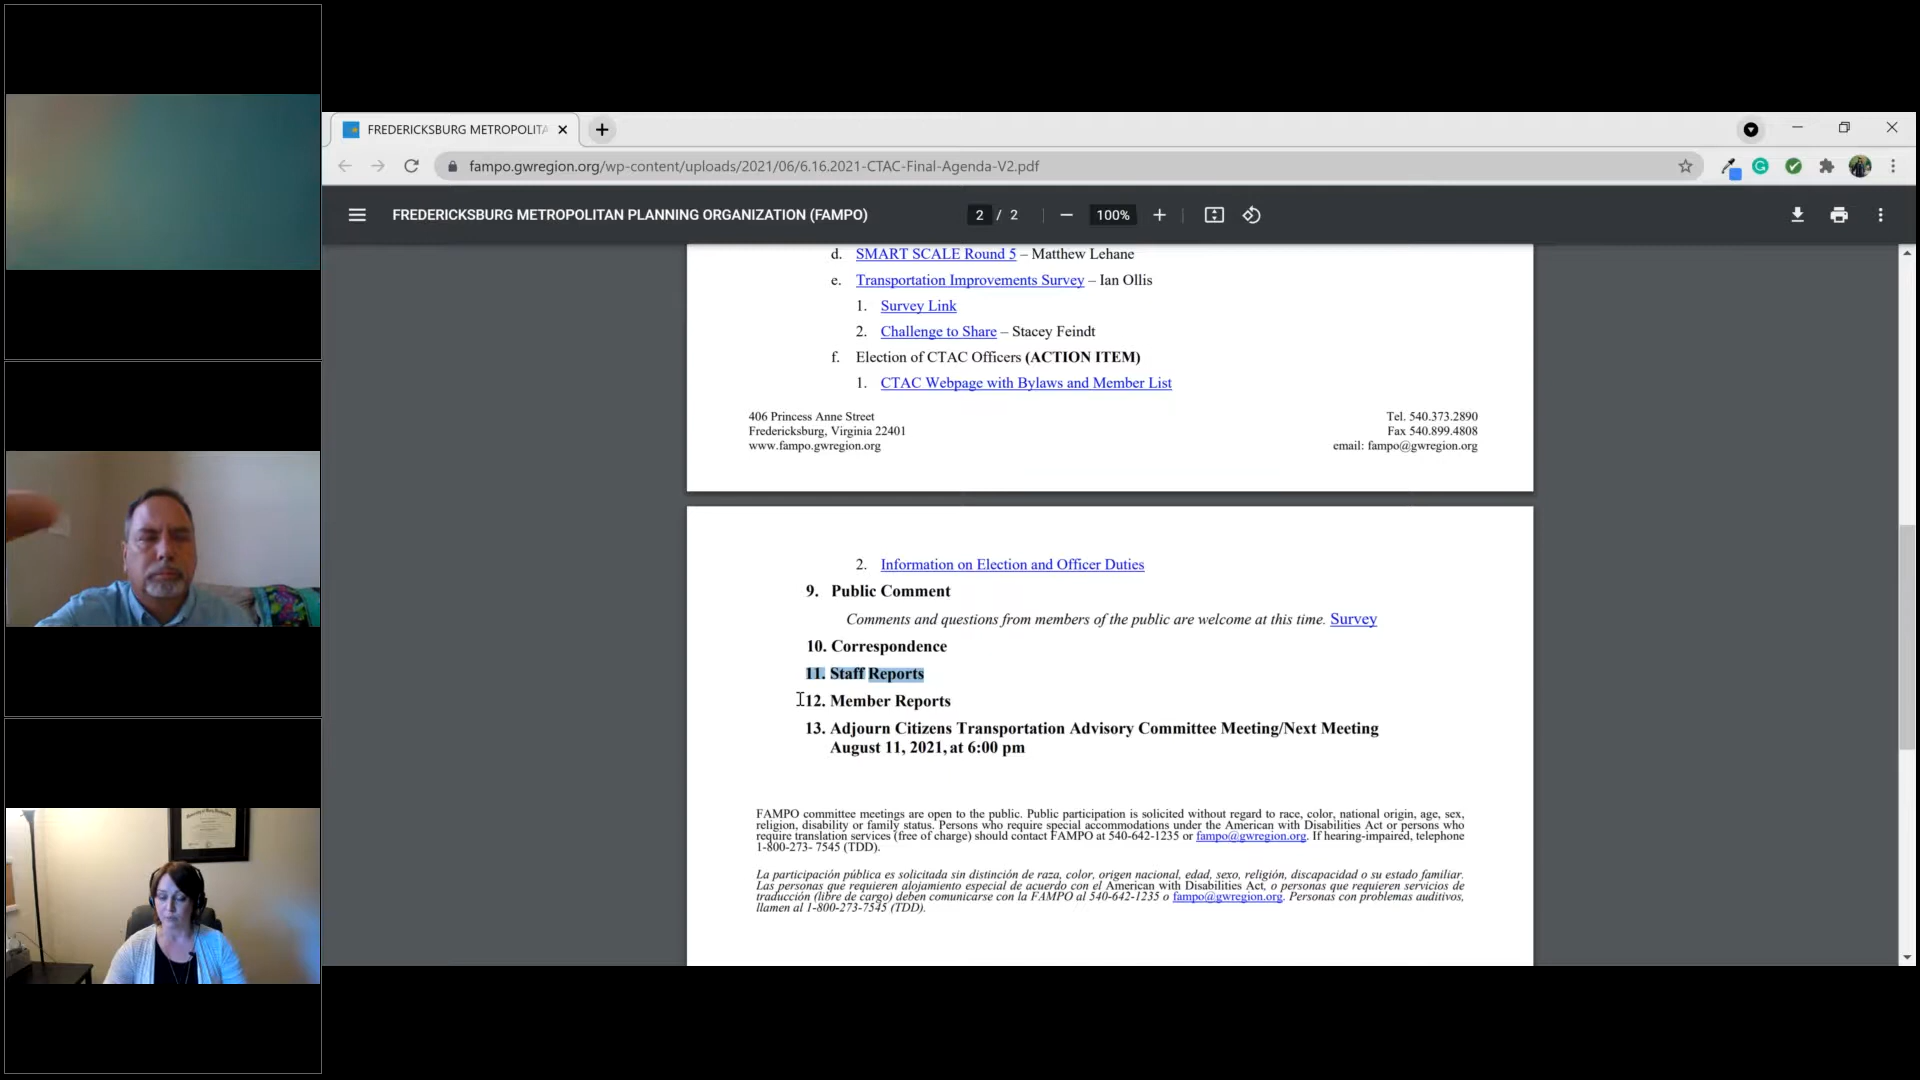 FREDERICKSBURG METROPOLITA
fampo.gwregion.org/wp-content/uploads/2021/06/6.16.2021-CTAC-Final-Agenda-V2.pdf
FREDERICKSBURG METROPOLITAN PLANNING ORGANIZATION (FAMPO)
2 / 2
100%
d. SMART SCALE Round 5 – Matthew Lehane
e. Transportation Improvements Survey – Ian Ollis
1. Survey Link
2. Challenge to Share – Stacey Feindt
f. Election of CTAC Officers (ACTION ITEM)
1. CTAC Webpage with Bylaws and Member List
406 Princess Anne Street
Fredericksburg, Virginia 22401
www.fampo.gwregion.org
Tel. 540.373.2890
Fax 540.899.4808
email: fampo@gwregion.org
2. Information on Election and Officer Duties
9. Public Comment
Comments and questions from members of the public are welcome at this time. Survey
10. Correspondence
11. Staff Reports
12. Member Reports
13. Adjourn Citizens Transportation Advisory Committee Meeting/Next Meeting
August 11, 2021, at 6:00 pm
FAMPO committee meetings are open to the public. Public participation is solicited without regard to race, color, national origin, age, sex,
religion, disability or family status. Persons who require special accommodations under the American with Disabilities Act or persons who
require translation services (free of charge) should contact FAMPO at 540-642-1235 or fampo@gwregion.org. If hearing-impaired, telephone
1-800-273- 7545 (TDD).
La participación pública es solicitada sin distinción de raza, color, origen nacional, edad, sexo, religión, discapacidad o su estado familiar.
Las personas que requieren alojamiento especial de acuerdo con el American with Disabilities Act, o personas que requieren servicios de
traducción (libre de cargo) deben comunicarse con la FAMPO al 540-642-1235 o fampo@gwregion.org. Personas con problemas auditivos,
llamen al 1-800-273-7545 (TDD).